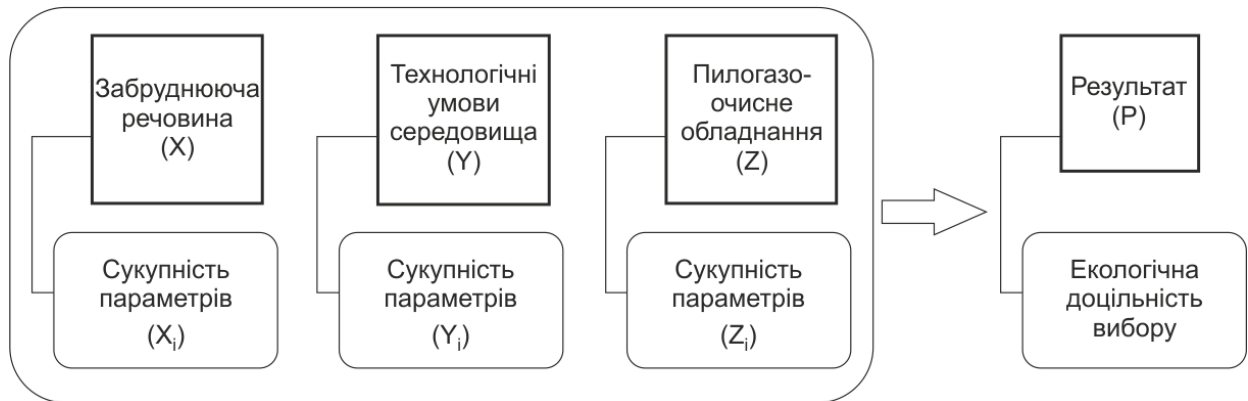 Забруднююча
речовина
(X)
Технологічні
умови
середовища
(Y)
Пилогазо-
очисне
обладнання
(Z)
Результат
(P)
Сукупність
параметрів
(Xi)
Сукупність
параметрів
(Yi)
Сукупність
параметрів
(Zi)
Екологічна
доцільність
вибору